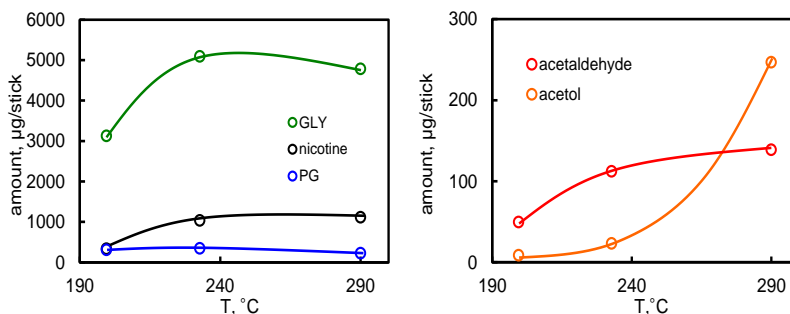 6000
5000
4000
3000
2000
1000
0
amount, µg/stick
GLY
nicotine
PG
190
240
290
T, ˚C
300
200
100
0
amount, µg/stick
acetaldehyde
acetol
190
240
290
T, ˚C